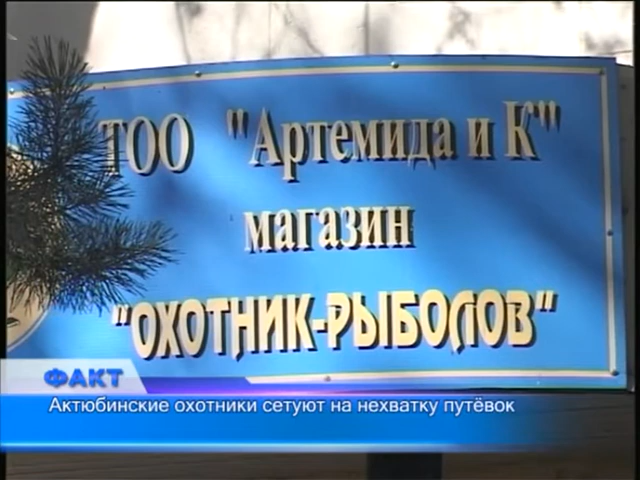 ТОО "Артемида и К"
магазин
"ОХОТНИК-РЫБОЛОВ"
ФАКТ
Актюбинские охотники сетуют на нехватку путёвок